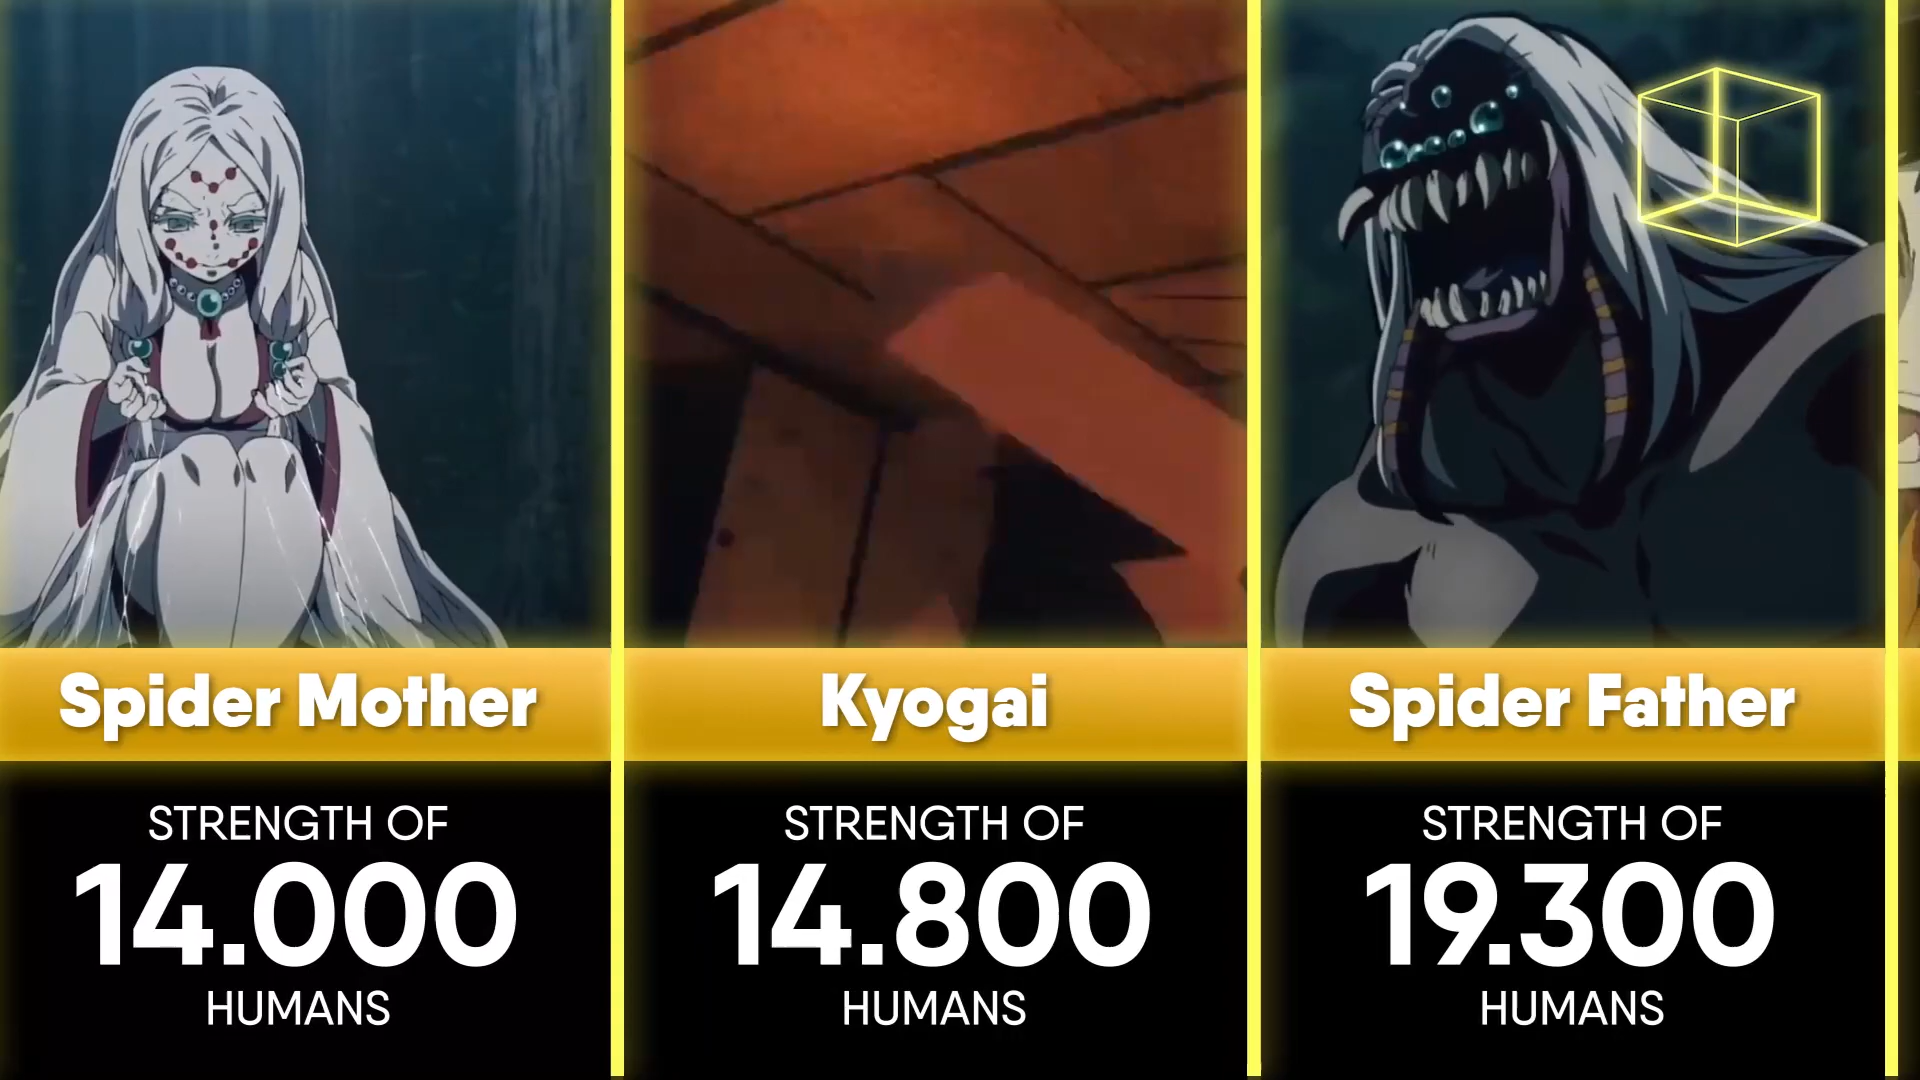 Spider Mother
STRENGTH OF
14.000
HUMANS
Kyogai
STRENGTH OF
14.800
HUMANS
Spider Father
STRENGTH OF
19.300
HUMANS